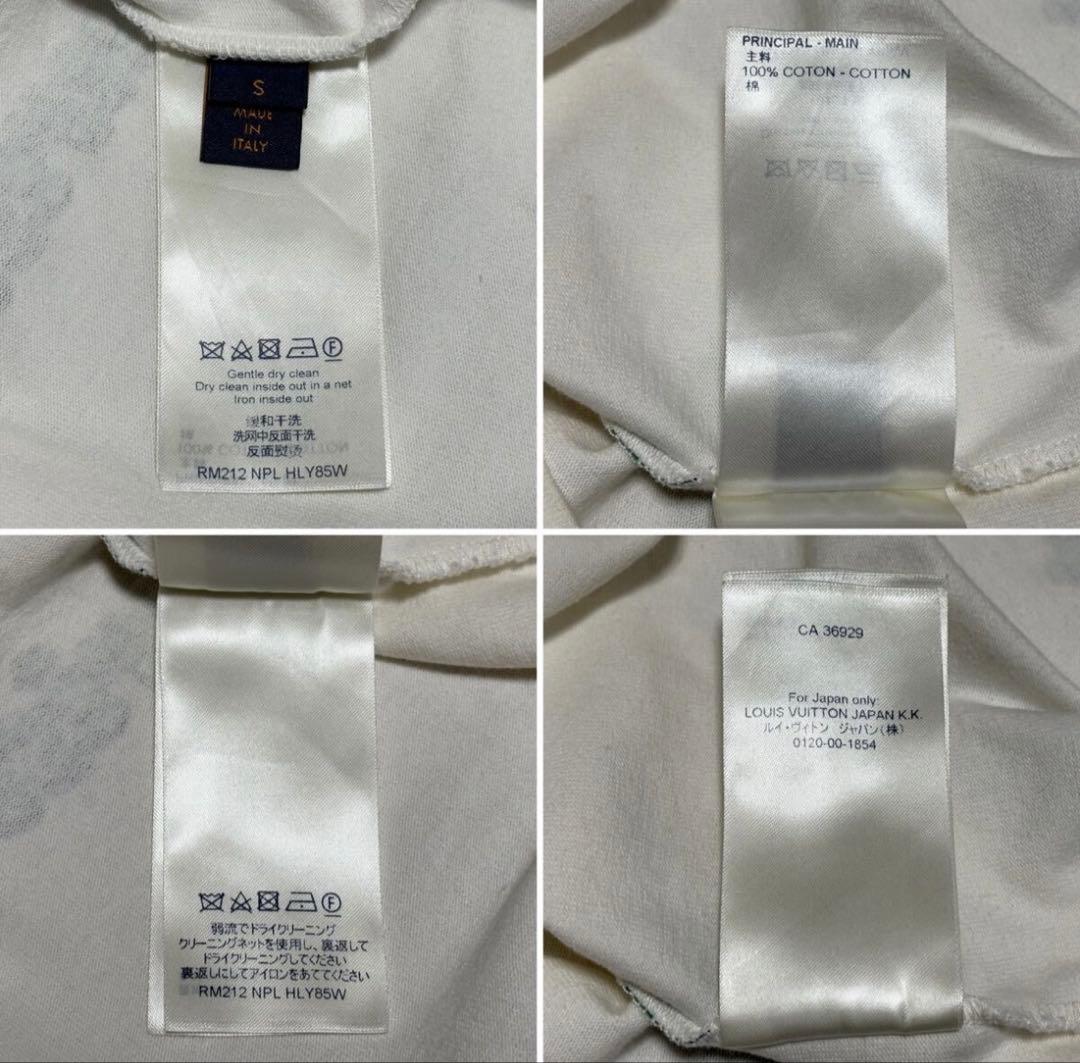 S
MADE
IN
ITALY
Gentle dry clean
Dry clean inside out in a net
Iron inside out
缓和干洗
洗网中反面干洗
反面熨烫
RM212 NPL HLY85W
PRINCIPAL - MAIN
主料
100% COTON - COTTON
棉
弱流でドライクリーニング
クリーニングネットを使用し、裏返して
ドライクリーニングしてください
裏返しにしてアイロンをあててください
RM212 NPL HLY85W
CA 36929
For Japan only:
LOUIS VUITTON JAPAN K.K.
ルイ・ヴィトン ジャパン(株)
0120-00-1854